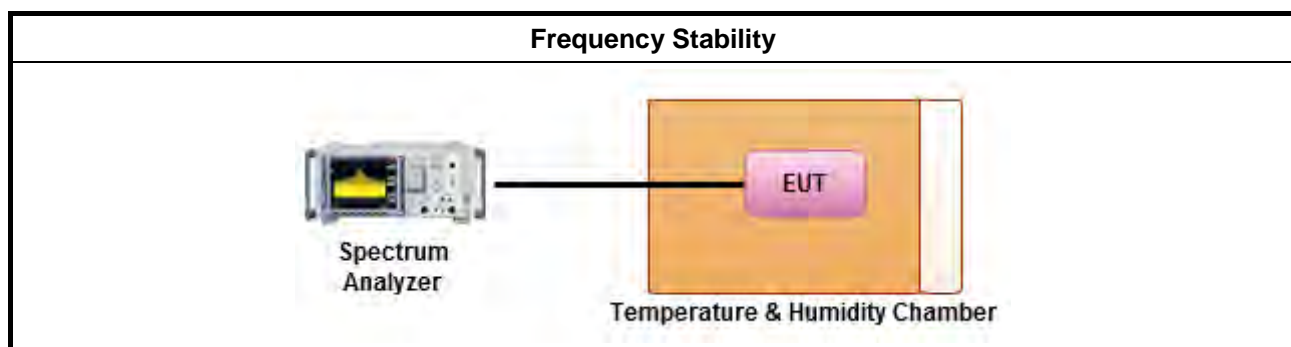 Frequency Stability
EUT
Spectrum
Analyzer
Temperature & Humidity Chamber